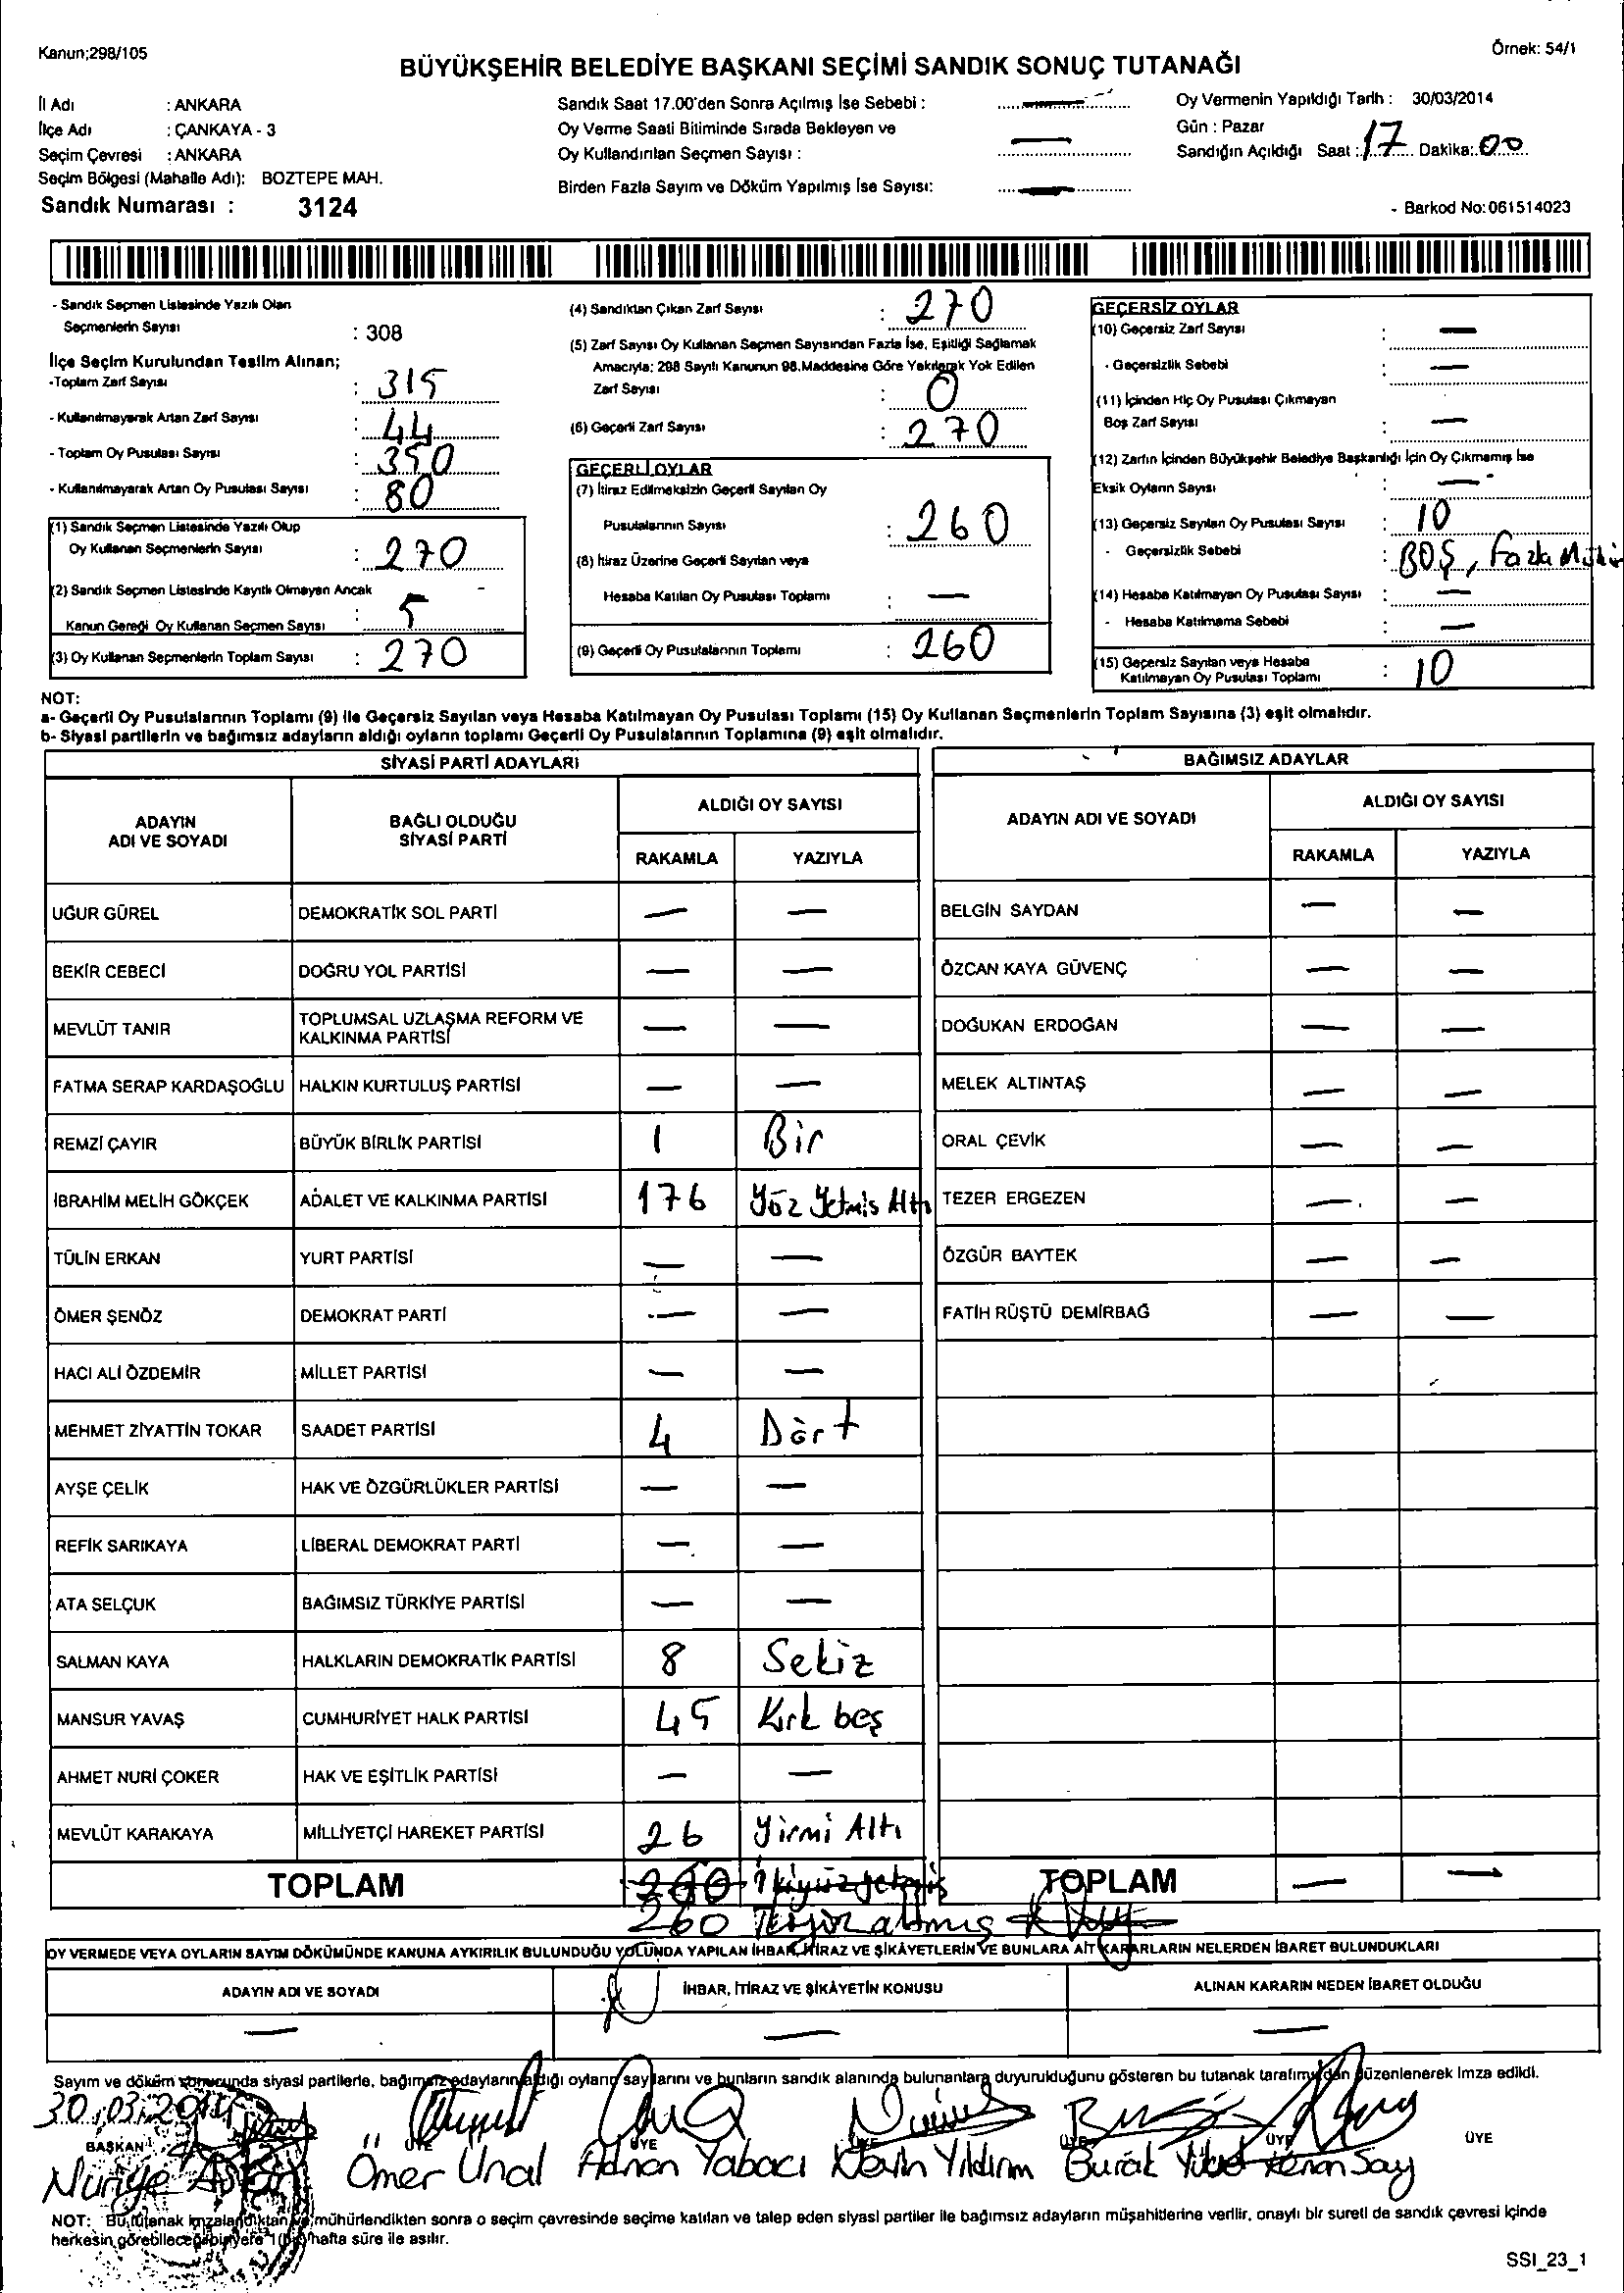 Kanun;298/105
Örnek: 54/1
BÜYÜKŞEHİR BELEDİYE BAŞKANI SEÇİMİ SANDIK SONUÇ TUTANAĞI
İl Adı : ANKARA
İlçe Adı : ÇANKAYA - 3
Seçim Çevresi : ANKARA
Seçim Bölgesi (Mahalle Adı): BOZTEPE MAH.
Sandık Numarası : 3124
Sandık Saat 17.00'den Sonra Açılmış İse Sebebi : —
Oy Verme Saati Bitiminde Sırada Bekleyen ve
Oy Kullandırılan Seçmen Sayısı : —
Birden Fazla Sayım ve Döküm Yapılmış İse Sayısı: —
Oy Vermenin Yapıldığı Tarih : 30/03/2014
Gün : Pazar
Sandığın Açıldığı Saat : 17 Dakika: 00
- Barkod No: 061514023
- Sandık Seçmen Listesinde Yazılı Olan
Seçmenlerin Sayısı : 308
İlçe Seçim Kurulundan Teslim Alınan;
-Toplam Zarf Sayısı : 315
- Kullanılmayarak Artan Zarf Sayısı : 44
- Toplam Oy Pusulası Sayısı : 350
- Kullanılmayarak Artan Oy Pusulası Sayısı : 80
(1) Sandık Seçmen Listesinde Yazılı Olup
Oy Kullanan Seçmenlerin Sayısı : 270
(2) Sandık Seçmen Listesinde Kayıtlı Olmayan Ancak
Kanun Gereği Oy Kullanan Seçmen Sayısı : 5
(3) Oy Kullanan Seçmenlerin Toplam Sayısı : 270
(4) Sandıktan Çıkan Zarf Sayısı : 270
(5) Zarf Sayısı Oy Kullanan Seçmen Sayısından Fazla İse, Eşitliği Sağlamak
Amacıyla; 298 Sayılı Kanunun 98.Maddesine Göre Yakılarak Yok Edilen
Zarf Sayısı : 0
(6) Geçerli Zarf Sayısı : 270
GEÇERLİ OYLAR
(7) İtiraz Edilmeksizin Geçerli Sayılan Oy
Pusulalarının Sayısı : 260
(8) İtiraz Üzerine Geçerli Sayılan veya
Hesaba Katılan Oy Pusulası Toplamı : —
(9) Geçerli Oy Pusulalarının Toplamı : 260
GEÇERSİZ OYLAR
(10) Geçersiz Zarf Sayısı : —
- Geçersizlik Sebebi : —
(11) İçinden Hiç Oy Pusulası Çıkmayan
Boş Zarf Sayısı : —
(12) Zarfın İçinden Büyükşehir Belediye Başkanlığı İçin Oy Çıkmamış İse
Eksik Oyların Sayısı : —
(13) Geçersiz Sayılan Oy Pusulası Sayısı : 10
- Geçersizlik Sebebi : BOŞ, Fazla
(14) Hesaba Katılmayan Oy Pusulası Sayısı : —
- Hesaba Katılmama Sebebi : —
(15) Geçersiz Sayılan veya Hesaba
Katılmayan Oy Pusulası Toplamı : 10
NOT:
a- Geçerli Oy Pusulalarının Toplamı (9) ile Geçersiz Sayılan veya Hesaba Katılmayan Oy Pusulası Toplamı (15) Oy Kullanan Seçmenlerin Toplam Sayısına (3) eşit olmalıdır.
b- Siyasi partilerin ve bağımsız adayların aldığı oyların toplamı Geçerli Oy Pusulalarının Toplamına (9) eşit olmalıdır.
SİYASİ PARTİ ADAYLARI
ADAYIN ADI VE SOYADI | BAĞLI OLDUĞU SİYASİ PARTİ | ALDIĞI OY SAYISI
RAKAMLA | YAZIYLA
UĞUR GÜREL | DEMOKRATİK SOL PARTİ | — | —
BEKİR CEBECİ | DOĞRU YOL PARTİSİ | — | —
MEVLÜT TANIR | TOPLUMSAL UZLAŞMA REFORM VE KALKINMA PARTİSİ | — | —
FATMA SERAP KARDAŞOĞLU | HALKIN KURTULUŞ PARTİSİ | — | —
REMZİ ÇAYIR | BÜYÜK BİRLİK PARTİSİ | 1 | Bir
İBRAHİM MELİH GÖKÇEK | ADALET VE KALKINMA PARTİSİ | 176 | Yüz Yetmis Altı
TÜLİN ERKAN | YURT PARTİSİ | — | —
ÖMER ŞENÖZ | DEMOKRAT PARTİ | — | —
HACI ALİ ÖZDEMİR | MİLLET PARTİSİ | — | —
MEHMET ZİYATTİN TOKAR | SAADET PARTİSİ | 4 | Dört
AYŞE ÇELİK | HAK VE ÖZGÜRLÜKLER PARTİSİ | — | —
REFİK SARIKAYA | LİBERAL DEMOKRAT PARTİ | — | —
ATA SELÇUK | BAĞIMSIZ TÜRKİYE PARTİSİ | — | —
SALMAN KAYA | HALKLARIN DEMOKRATİK PARTİSİ | 8 | Sekiz
MANSUR YAVAŞ | CUMHURİYET HALK PARTİSİ | 45 | Kırk beş
AHMET NURİ ÇOKER | HAK VE EŞİTLİK PARTİSİ | — | —
MEVLÜT KARAKAYA | MİLLİYETÇİ HAREKET PARTİSİ | 26 | Yirmi Altı
TOPLAM
260 İkiyüz altmış
BAĞIMSIZ ADAYLAR
ADAYIN ADI VE SOYADI | ALDIĞI OY SAYISI
RAKAMLA | YAZIYLA
BELGİN SAYDAN | — | —
ÖZCAN KAYA GÜVENÇ | — | —
DOĞUKAN ERDOĞAN | — | —
MELEK ALTINTAŞ | — | —
ORAL ÇEVİK | — | —
TEZER ERGEZEN | — | —
ÖZGÜR BAYTEK | — | —
FATİH RÜŞTÜ DEMİRBAĞ | — | —
TOPLAM | — | —
OY VERMEDE VEYA OYLARIN SAYIM DÖKÜMÜNDE KANUNA AYKIRILIK BULUNDUĞU YOLUNDA YAPILAN İHBAR, İTİRAZ VE ŞİKÂYETLERİN VE BUNLARA AİT KARARLARIN NELERDEN İBARET BULUNDUKLARI
ADAYIN ADI VE SOYADI | İHBAR, İTİRAZ VE ŞİKÂYETİN KONUSU | ALINAN KARARIN NEDEN İBARET OLDUĞU
— | — | —
Sayım ve döküm sonucunda siyasi partilerle, bağımsız adayların aldığı oyların sayılarını ve bunların sandık alanında bulunanlara duyurulduğunu gösteren bu tutanak tarafımızdan düzenlenerek imza edildi.
30.03.2014
BAŞKAN ÜYE ÜYE ÜYE ÜYE ÜYE ÜYE
Nuriye Ömer Ünal Adnan Yabacı Yıldırım Burak Kenan Say
NOT: Bu tutanak imzalandıktan ve mühürlendikten sonra o seçim çevresinde seçime katılan ve talep eden siyasi partiler ile bağımsız adayların müşahitlerine verilir, onaylı bir sureti de sandık çevresi içinde
herkesin görebileceği bir yere 1(bir) hafta süre ile asılır.
SSI_23_1